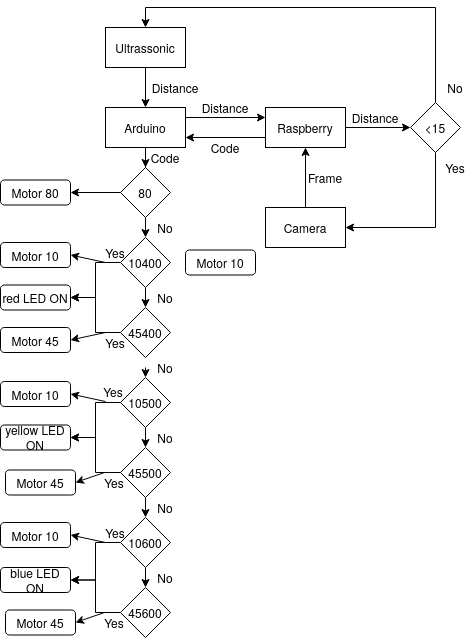 Ultrassonic
No
Distance
Distance
Distance
Arduino
Raspberry
<15
Code
Code
Yes
Frame
Motor 80
80
No
Camera
Motor 10
Yes
10400
Motor 10
red LED ON
No
Motor 45
Yes
45400
No
Motor 10
Yes
10500
yellow LED
ON
No
Motor 45
Yes
45500
No
Motor 10
Yes
10600
blue LED
ON
No
Motor 45
Yes
45600